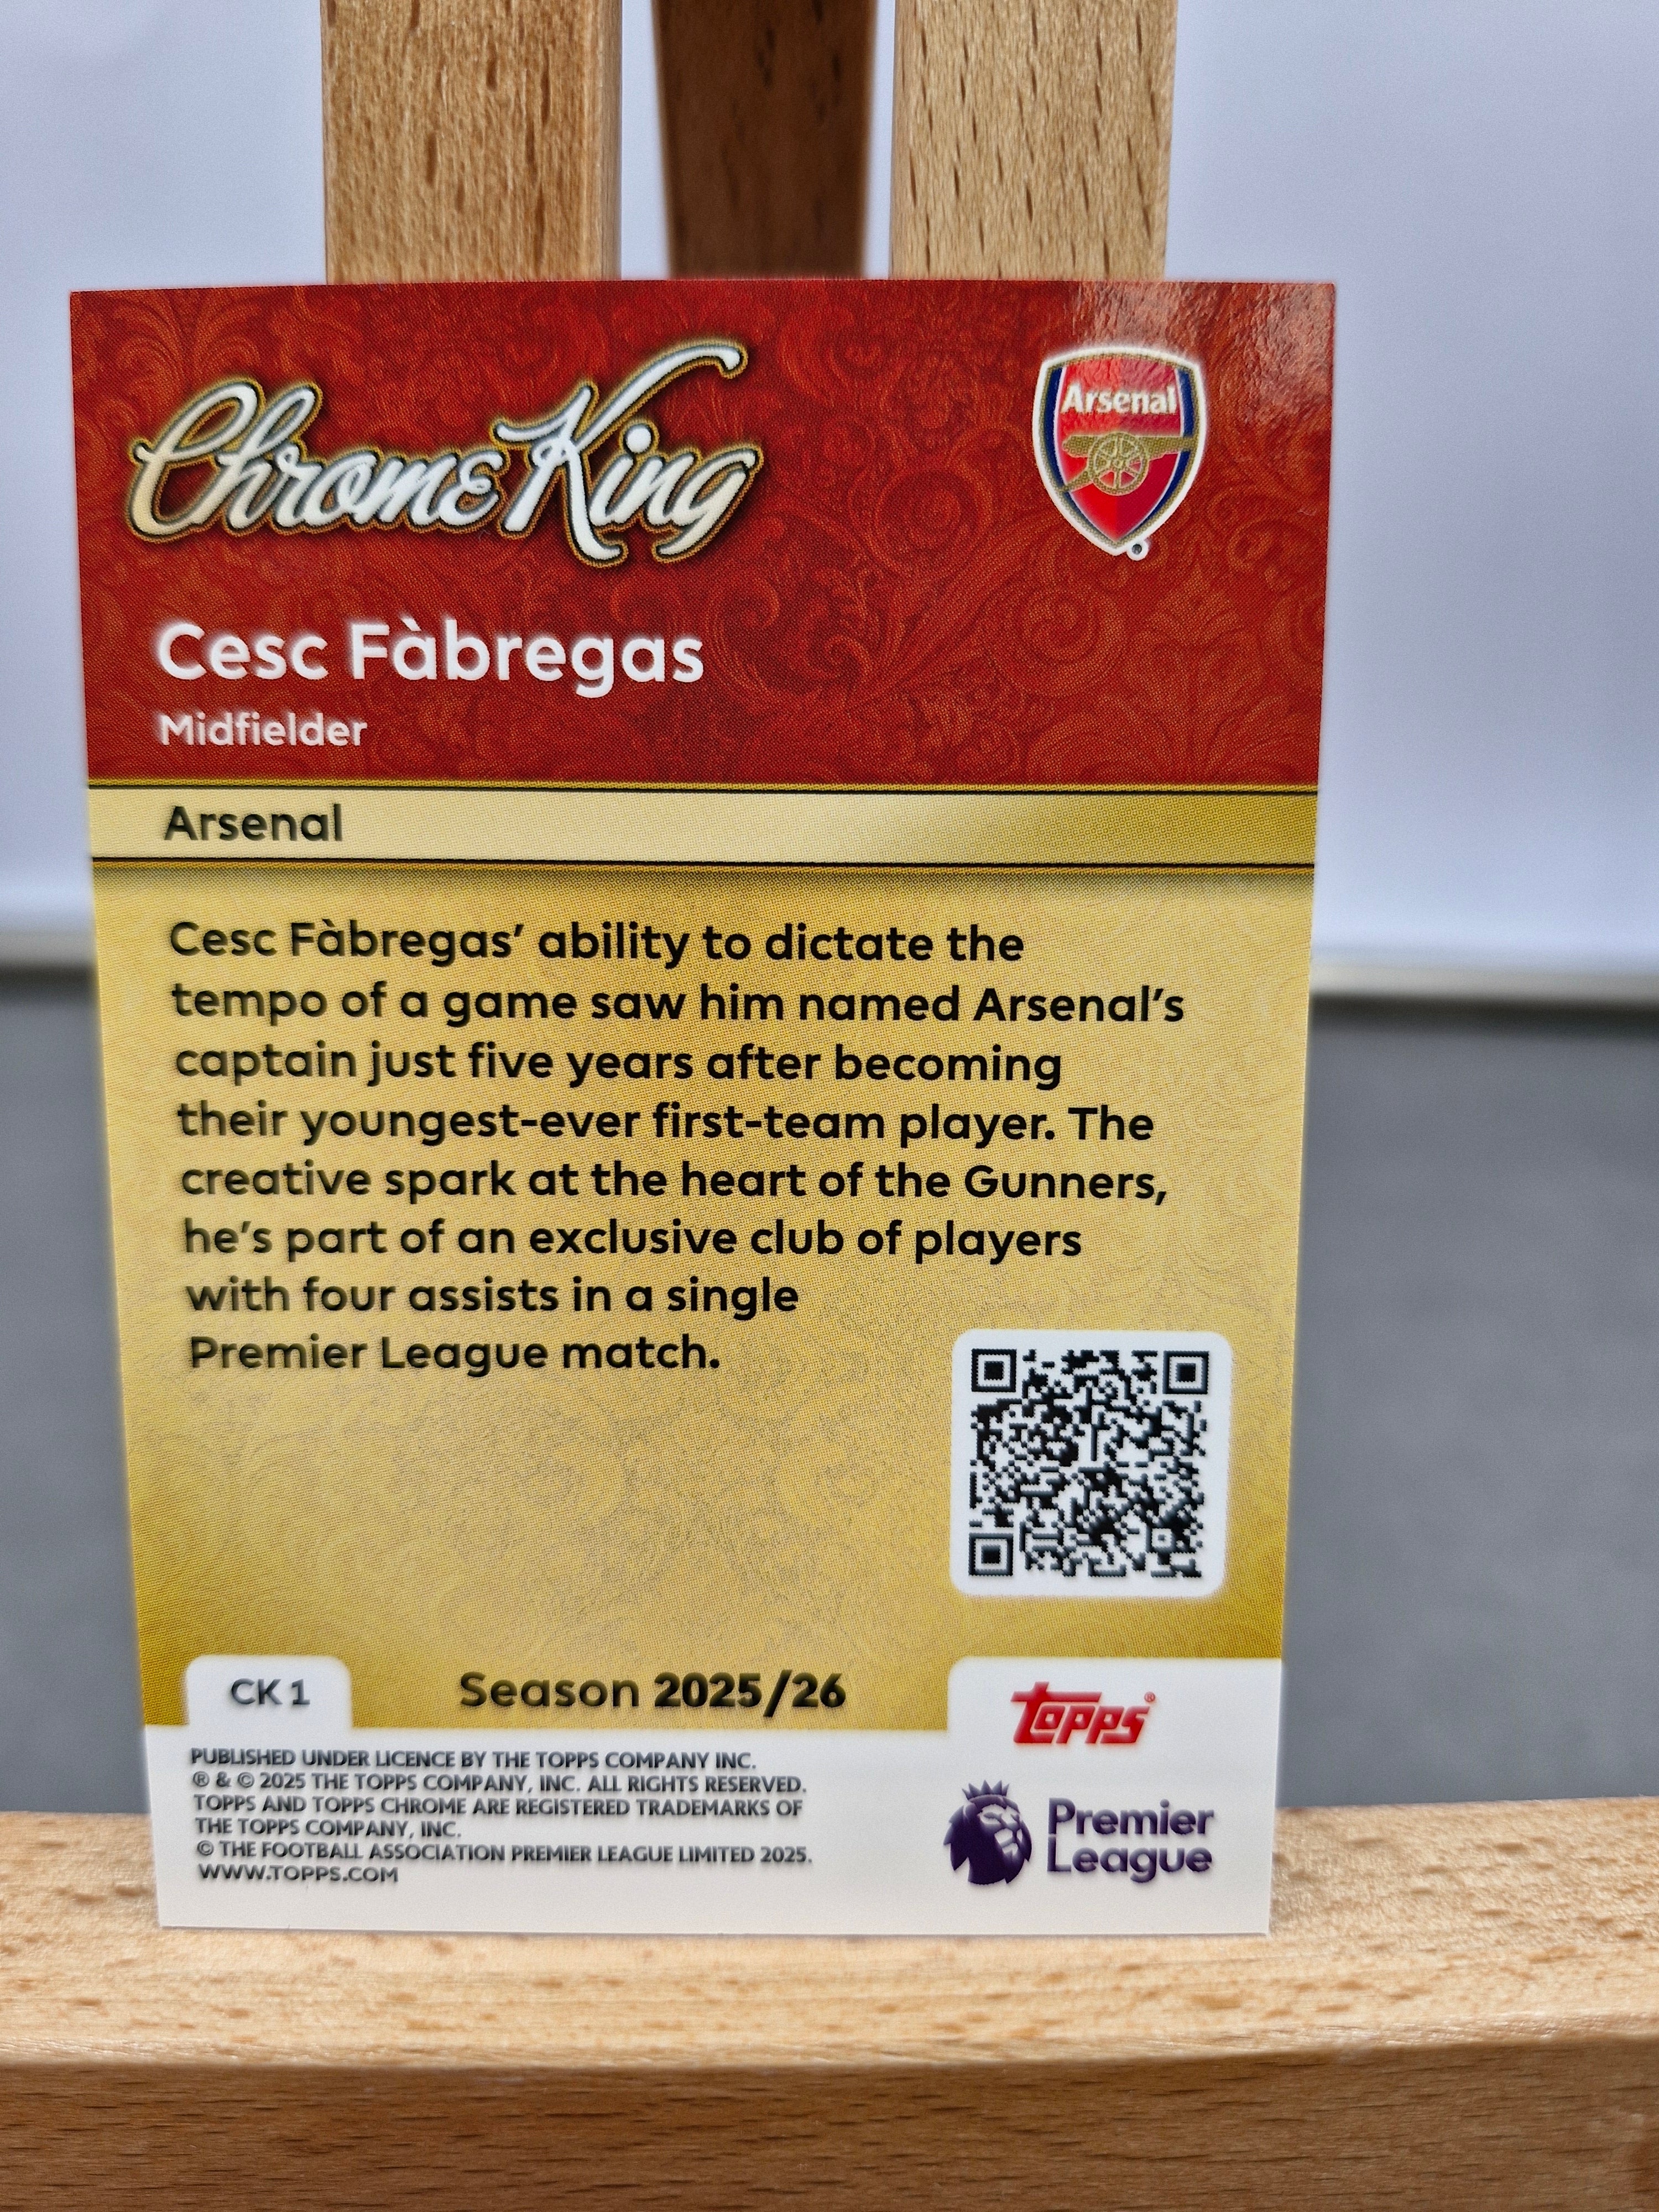 Chrome King
Arsenal
Cesc Fàbregas
Midfielder
Arsenal
Cesc Fàbregas’ ability to dictate the
tempo of a game saw him named Arsenal’s
captain just five years after becoming
their youngest-ever first-team player. The
creative spark at the heart of the Gunners,
he’s part of an exclusive club of players
with four assists in a single
Premier League match.
CK 1
Season 2025/26
Topps®
PUBLISHED UNDER LICENCE BY THE TOPPS COMPANY INC.
® & © 2025 THE TOPPS COMPANY, INC. ALL RIGHTS RESERVED.
TOPPS AND TOPPS CHROME ARE REGISTERED TRADEMARKS OF
THE TOPPS COMPANY, INC.
© THE FOOTBALL ASSOCIATION PREMIER LEAGUE LIMITED 2025.
WWW.TOPPS.COM
Premier
League